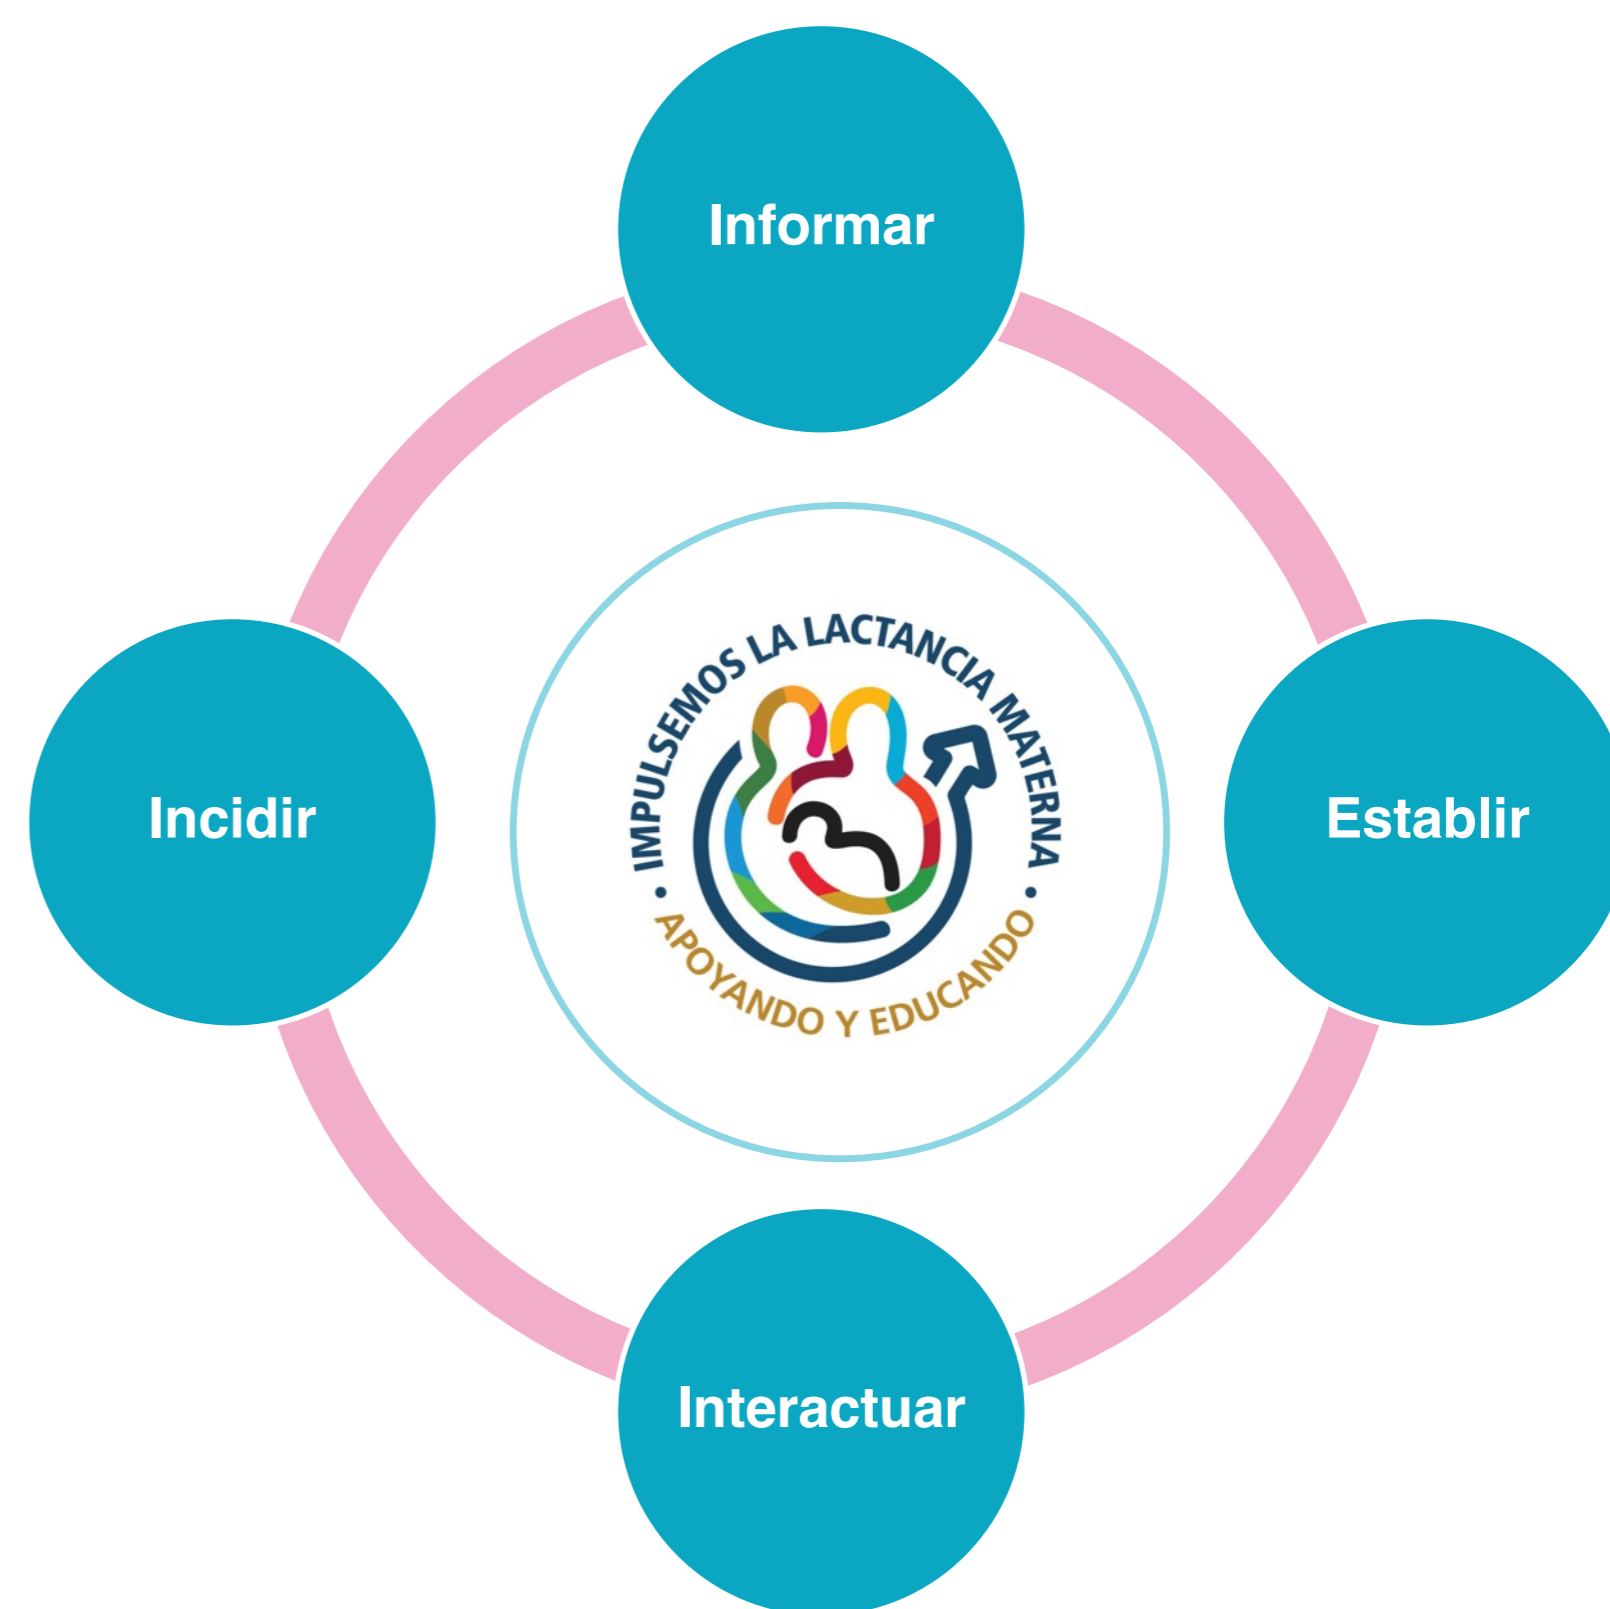 Informar
IMPULSEMOS LA LACTANCIA MATERNA
Incidir
Establir
• APOYANDO Y EDUCANDO •
Interactuar